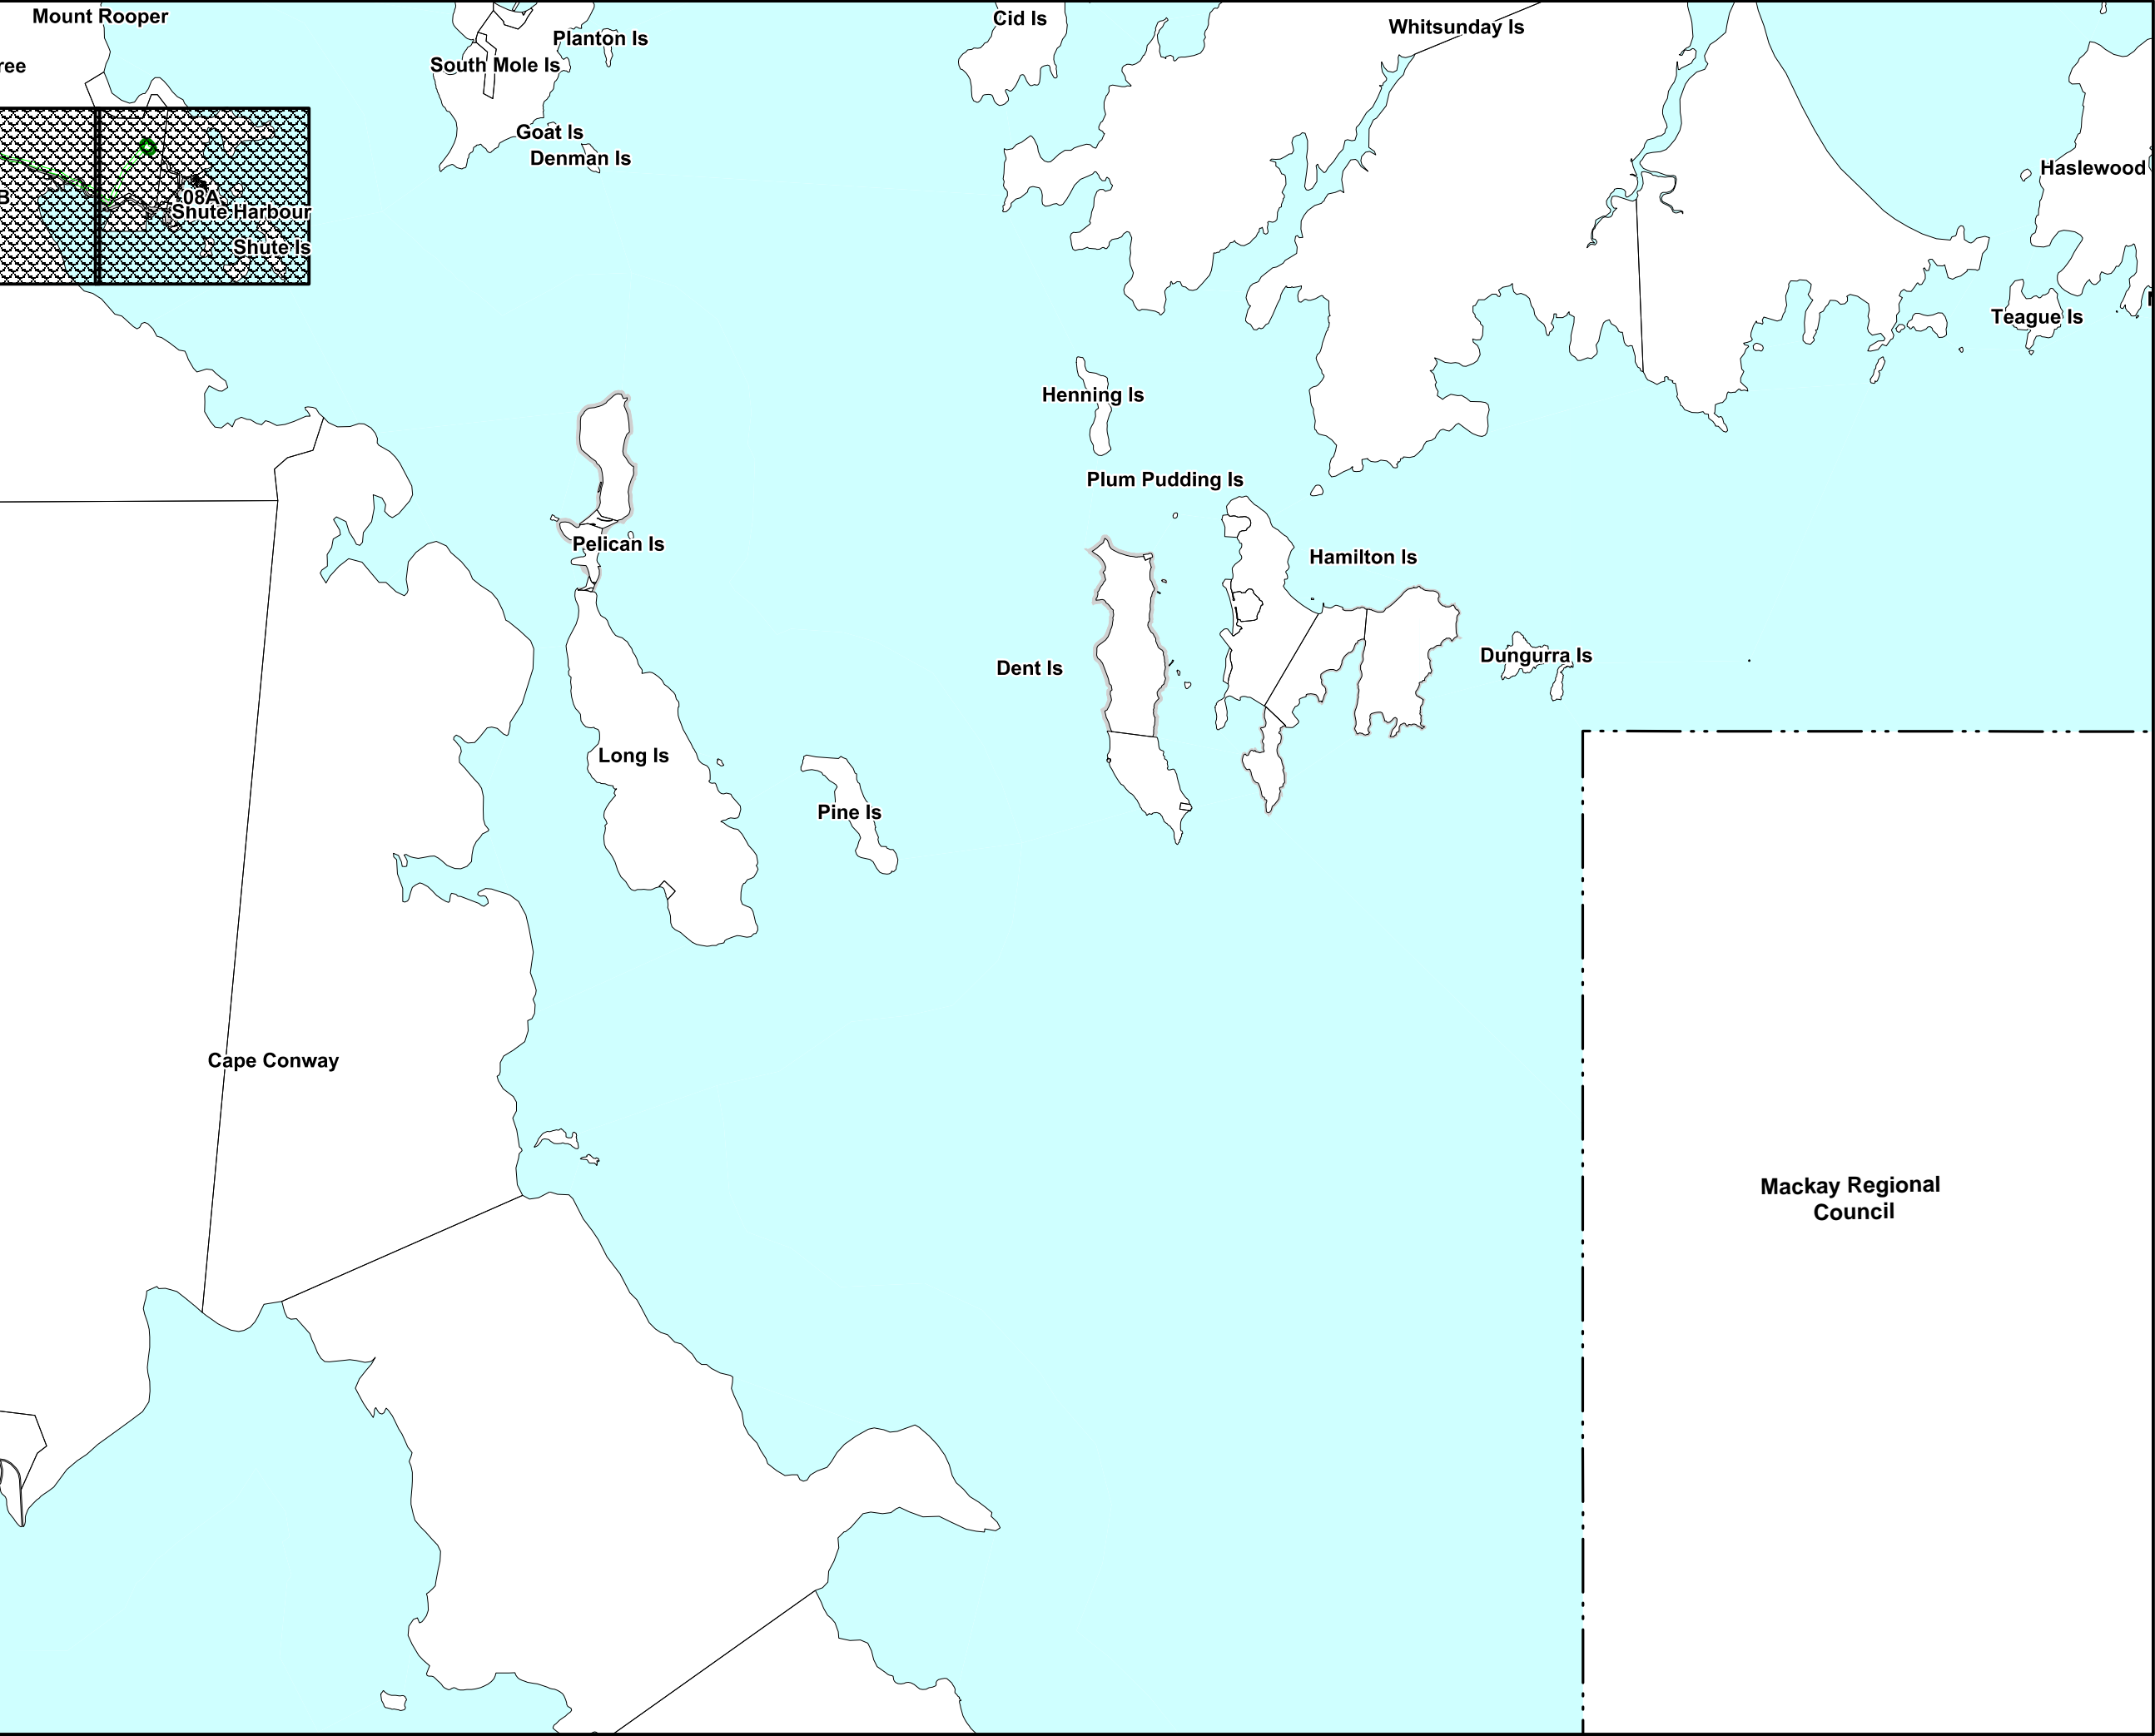 Mount Rooper
Cid Is
Whitsunday Is
Planton Is
South Mole Is
ree
Goat Is
Denman Is
Haslewood
B
08A
Shute Harbour
Shute Is
Teague Is
Henning Is
Plum Pudding Is
Pelican Is
Hamilton Is
Dungurra Is
Dent Is
Long Is
Pine Is
Cape Conway
Mackay Regional
Council